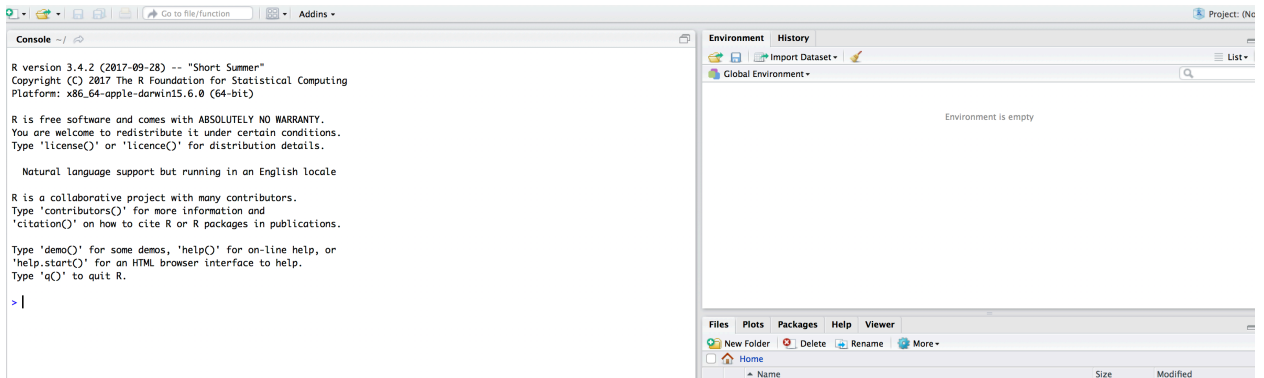 Go to file/function
Addins
Project: (No
Console ~/
R version 3.4.2 (2017-09-28) -- "Short Summer"
Copyright (C) 2017 The R Foundation for Statistical Computing
Platform: x86_64-apple-darwin15.6.0 (64-bit)
R is free software and comes with ABSOLUTELY NO WARRANTY.
You are welcome to redistribute it under certain conditions.
Type 'license()' or 'licence()' for distribution details.
Natural language support but running in an English locale
R is a collaborative project with many contributors.
Type 'contributors()' for more information and
'citation()' on how to cite R or R packages in publications.
Type 'demo()' for some demos, 'help()' for on-line help, or
'help.start()' for an HTML browser interface to help.
Type 'q()' to quit R.
>
Environment History
Import Dataset
List
Global Environment
Environment is empty
Files Plots Packages Help Viewer
New Folder Delete Rename More
Home
Name Size Modified